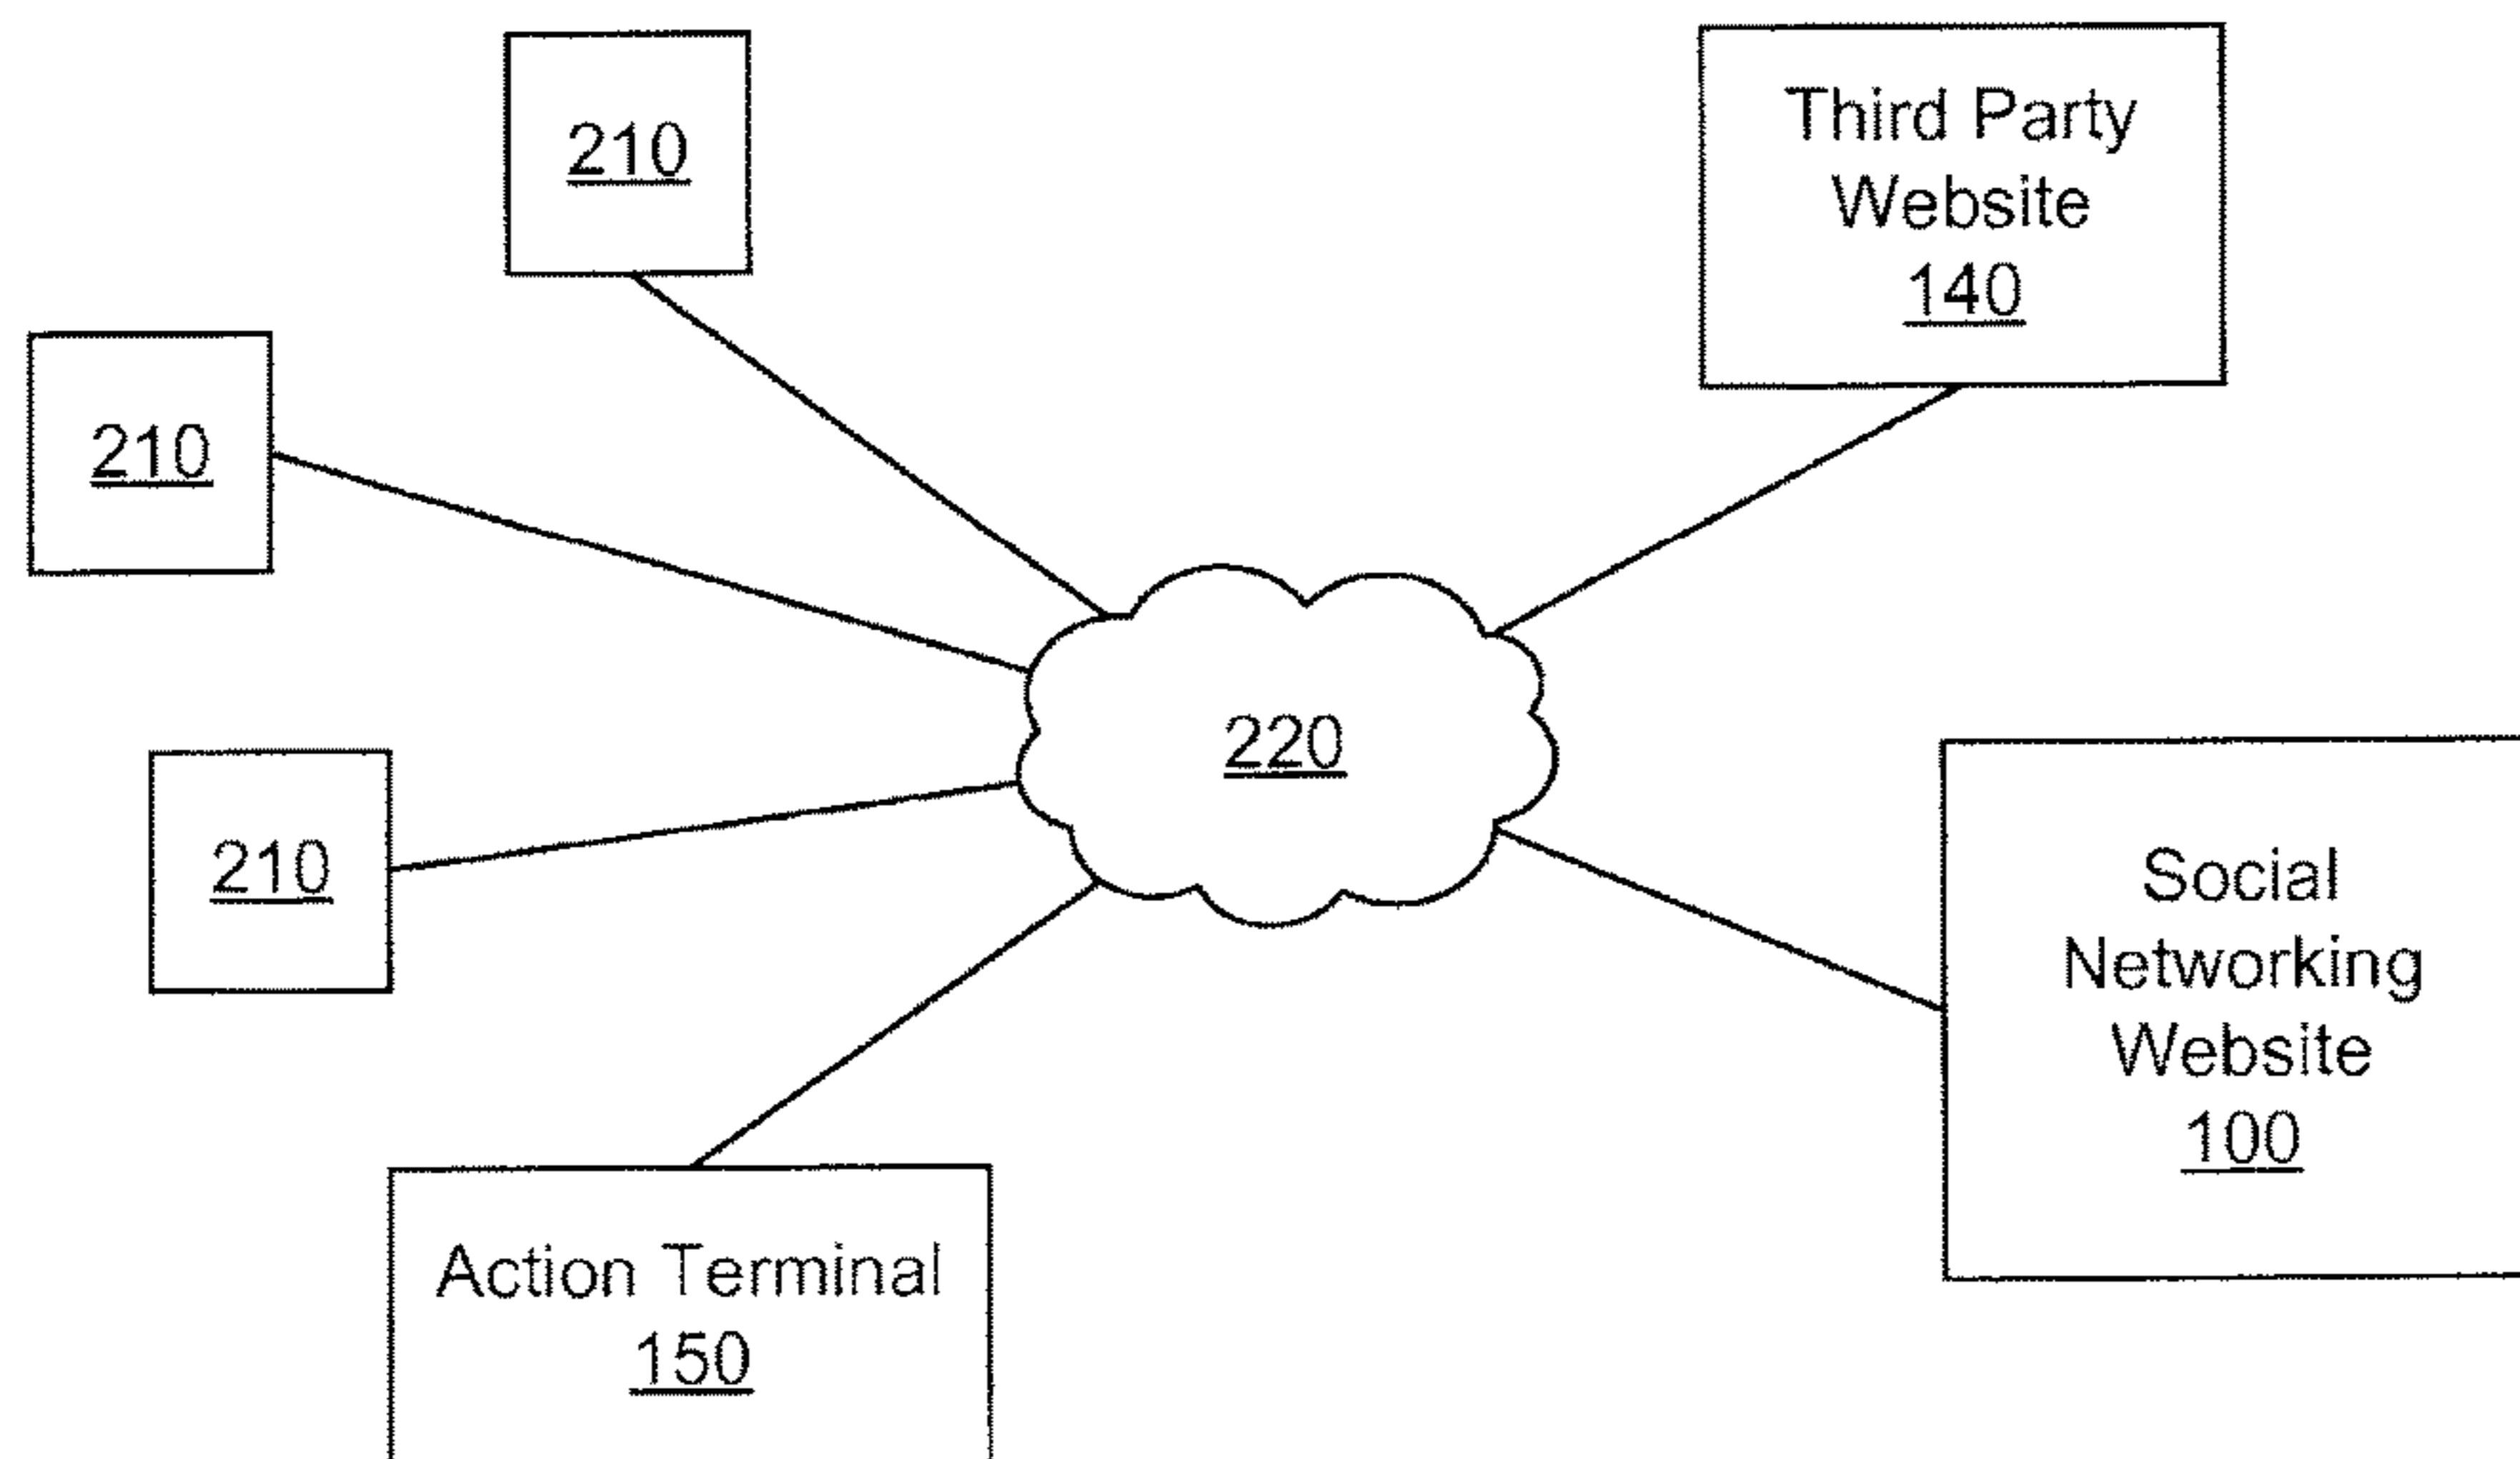 210
Third Party
Website
140
210
220
210
Social
Networking
Website
100
Action Terminal
150